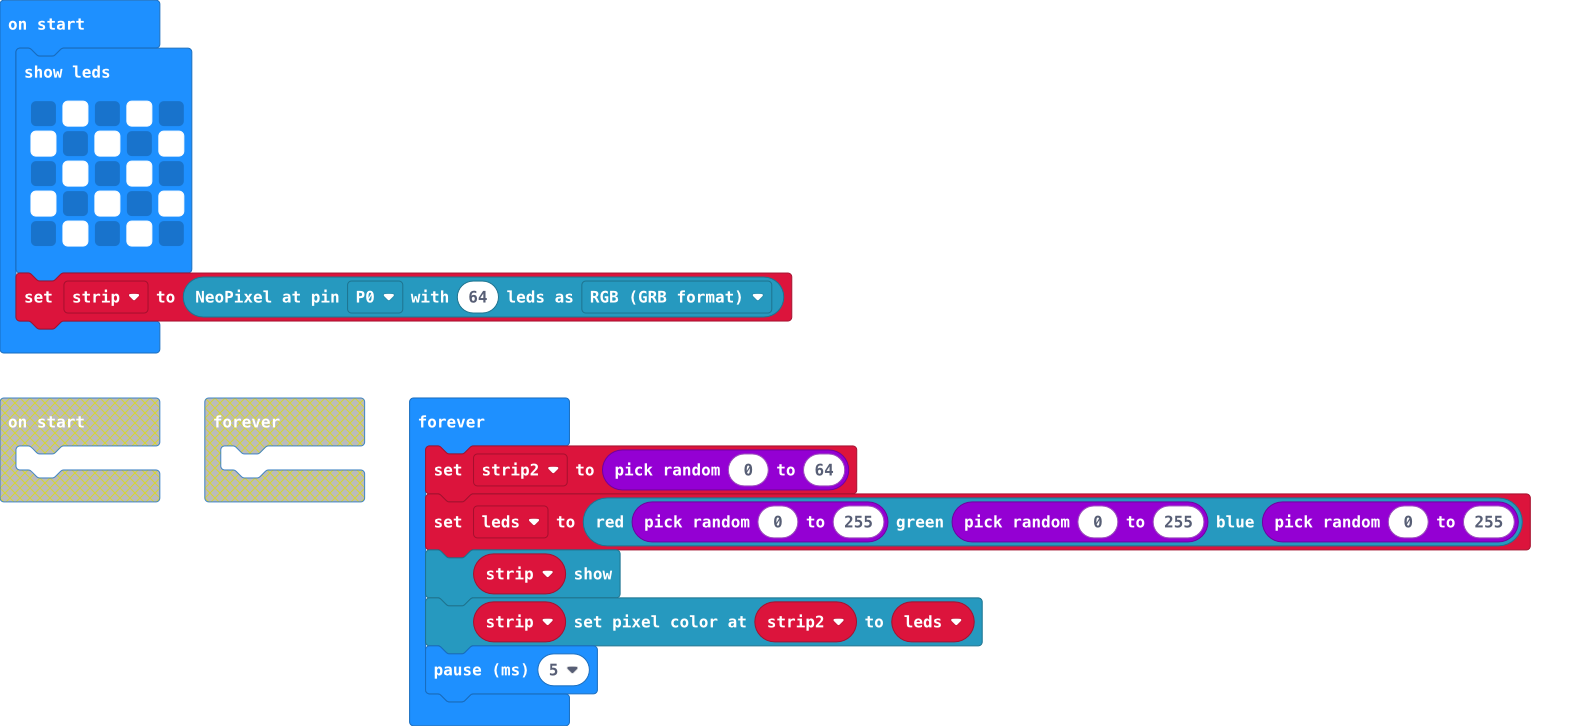 on start
show leds
set strip to NeoPixel at pin P0 with 64 leds as RGB (GRB format)
on start
forever
forever
set strip2 to pick random 0 to 64
set leds to red pick random 0 to 255 green pick random 0 to 255 blue pick random 0 to 255
strip show
strip set pixel color at strip2 to leds
pause (ms) 5